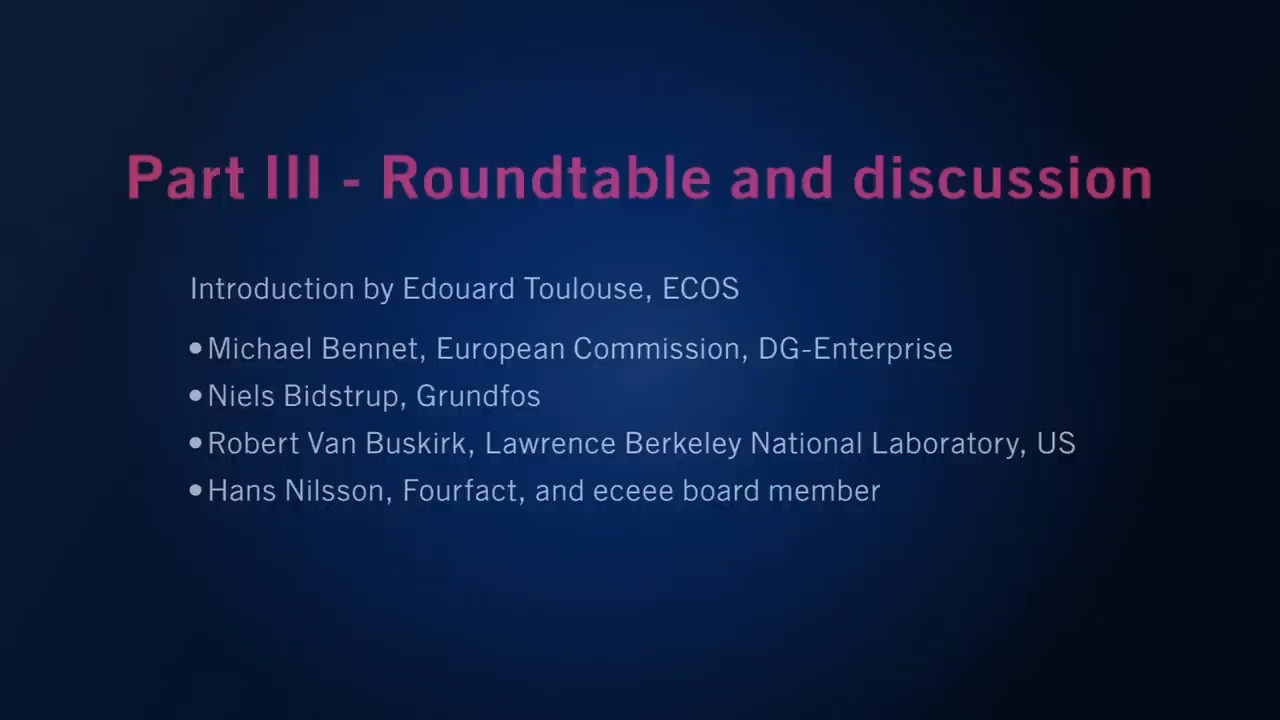 Part III - Roundtable and discussion
Introduction by Edouard Toulouse, ECOS
•Michael Bennet, European Commission, DG-Enterprise
•Niels Bidstrup, Grundfos
•Robert Van Buskirk, Lawrence Berkeley National Laboratory, US
•Hans Nilsson, Fourfact, and eceee board member